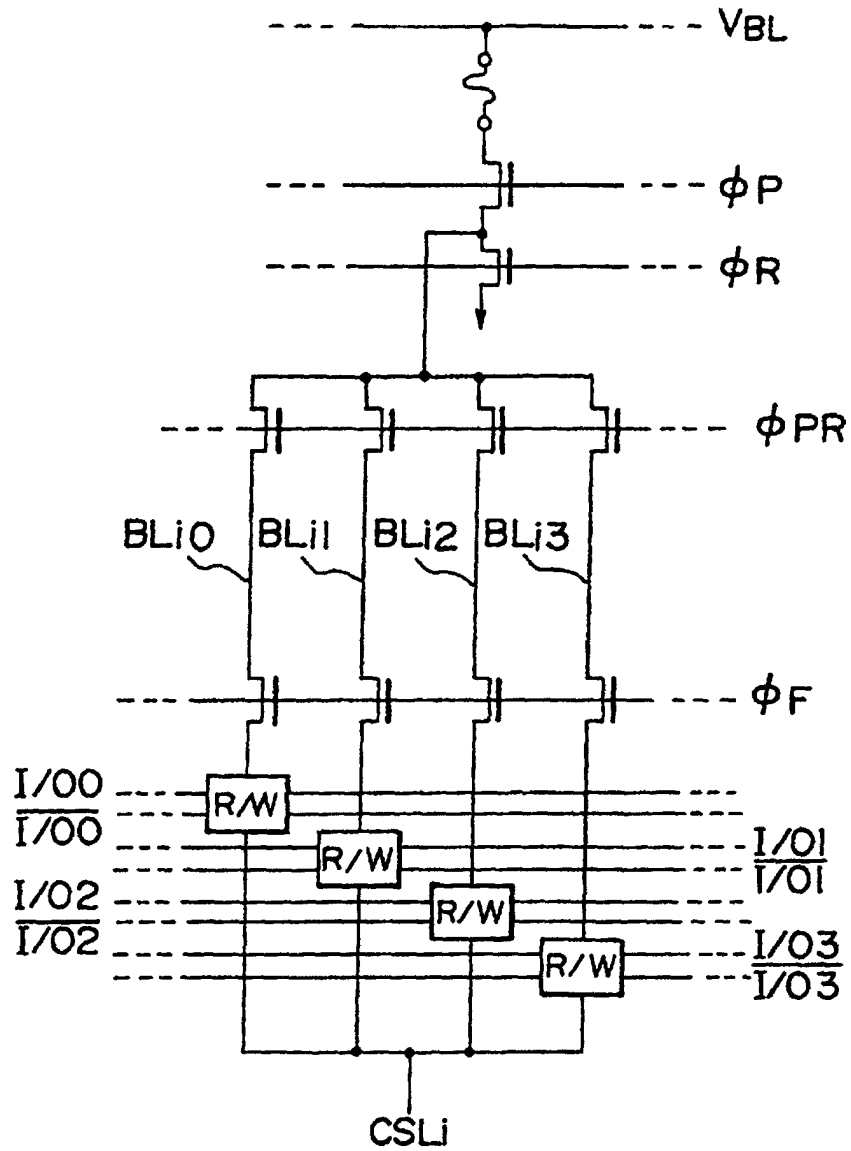 VBL
ϕP
ϕR
ϕPR
BLi0 BLi1 BLi2 BLi3
ϕF
I/O0
R/W
I/O0
I/O1
R/W
I/O1
I/O2
R/W
I/O2
I/O3
R/W
I/O3
CSLi